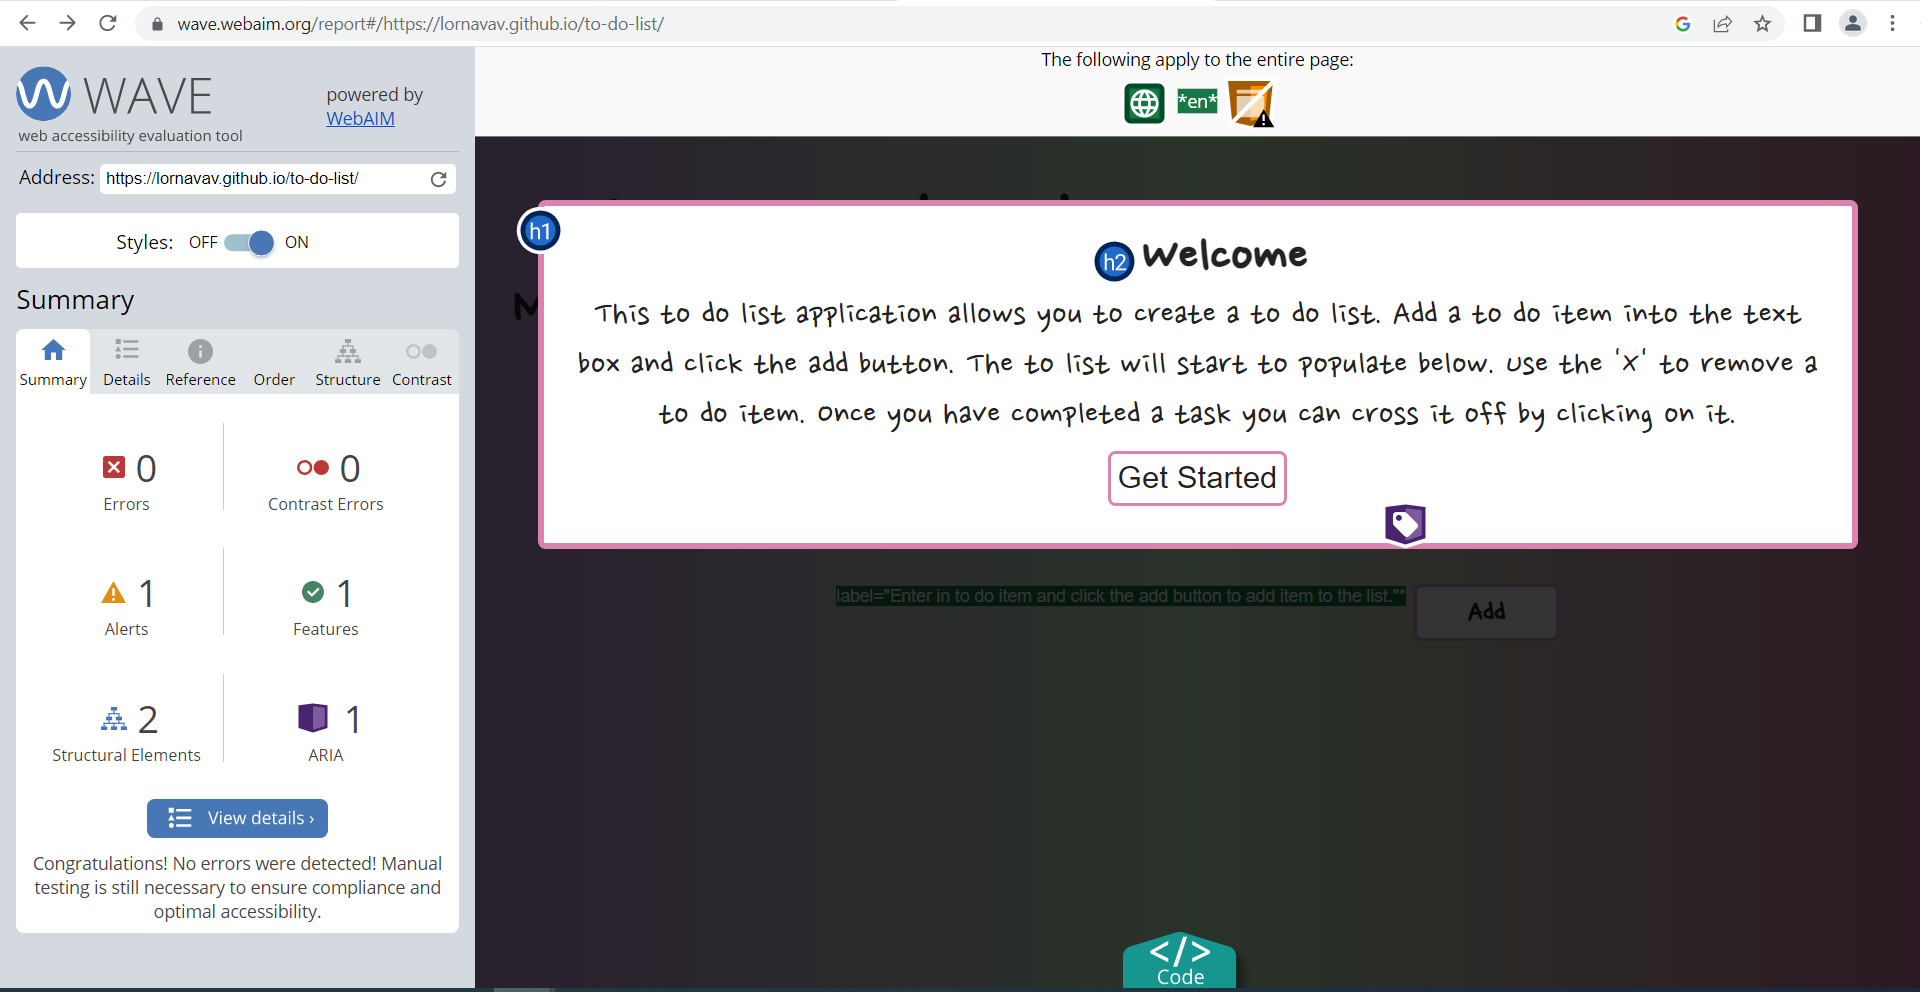 wave.webaim.org/report#/https://lornavav.github.io/to-do-list/
WAVE
powered by
WebAIM
web accessibility evaluation tool
Address: https://lornavav.github.io/to-do-list/
Styles: OFF ON
Summary
Summary Details Reference Order Structure Contrast
0 0
Errors Contrast Errors
1 1
Alerts Features
2 1
Structural Elements ARIA
View details ›
Congratulations! No errors were detected! Manual
testing is still necessary to ensure compliance and
optimal accessibility.
The following apply to the entire page:
*en*
h1
h2 Welcome
This to do list application allows you to create a to do list. Add a to do item into the text
box and click the add button. The to list will start to populate below. Use the 'X' to remove a
to do item. Once you have completed a task you can cross it off by clicking on it.
Get Started
label="Enter in to do item and click the add button to add item to the list."*
Add
</>
Code